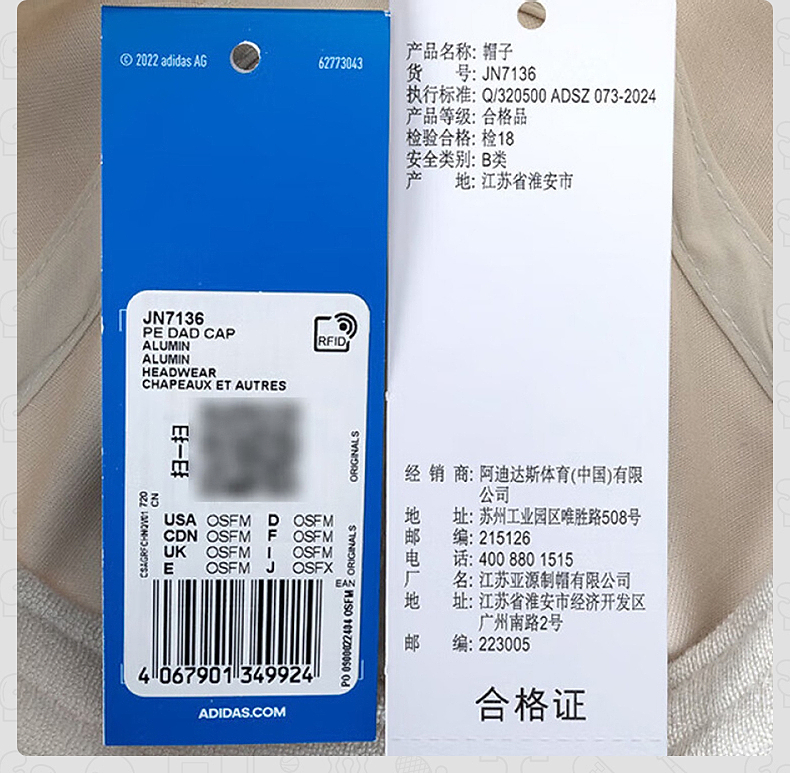 © 2022 adidas AG
62773043
JN7136
PE DAD CAP
ALUMIN
ALUMIN
HEADWEAR
CHAPEAUX ET AUTRES
RFID
扫一扫
ORIGINALS
720
CN
USA OSFM D OSFM
CDN OSFM F OSFM
UK OSFM I OSFM
E OSFM J OSFX
ORIGINALS
EAN
PO 0900022404 OSFM
4 067901 349924
ADIDAS.COM
产品名称: 帽子
货 号: JN7136
执行标准: Q/320500 ADSZ 073-2024
产品等级: 合格品
检验合格: 检18
安全类别: B类
产 地: 江苏省淮安市
经 销 商: 阿迪达斯体育(中国)有限
公司
地 址: 苏州工业园区唯胜路508号
邮 编: 215126
电 话: 400 880 1515
厂 名: 江苏亚源制帽有限公司
地 址: 江苏省淮安市经济开发区
广州南路2号
邮 编: 223005
合格证